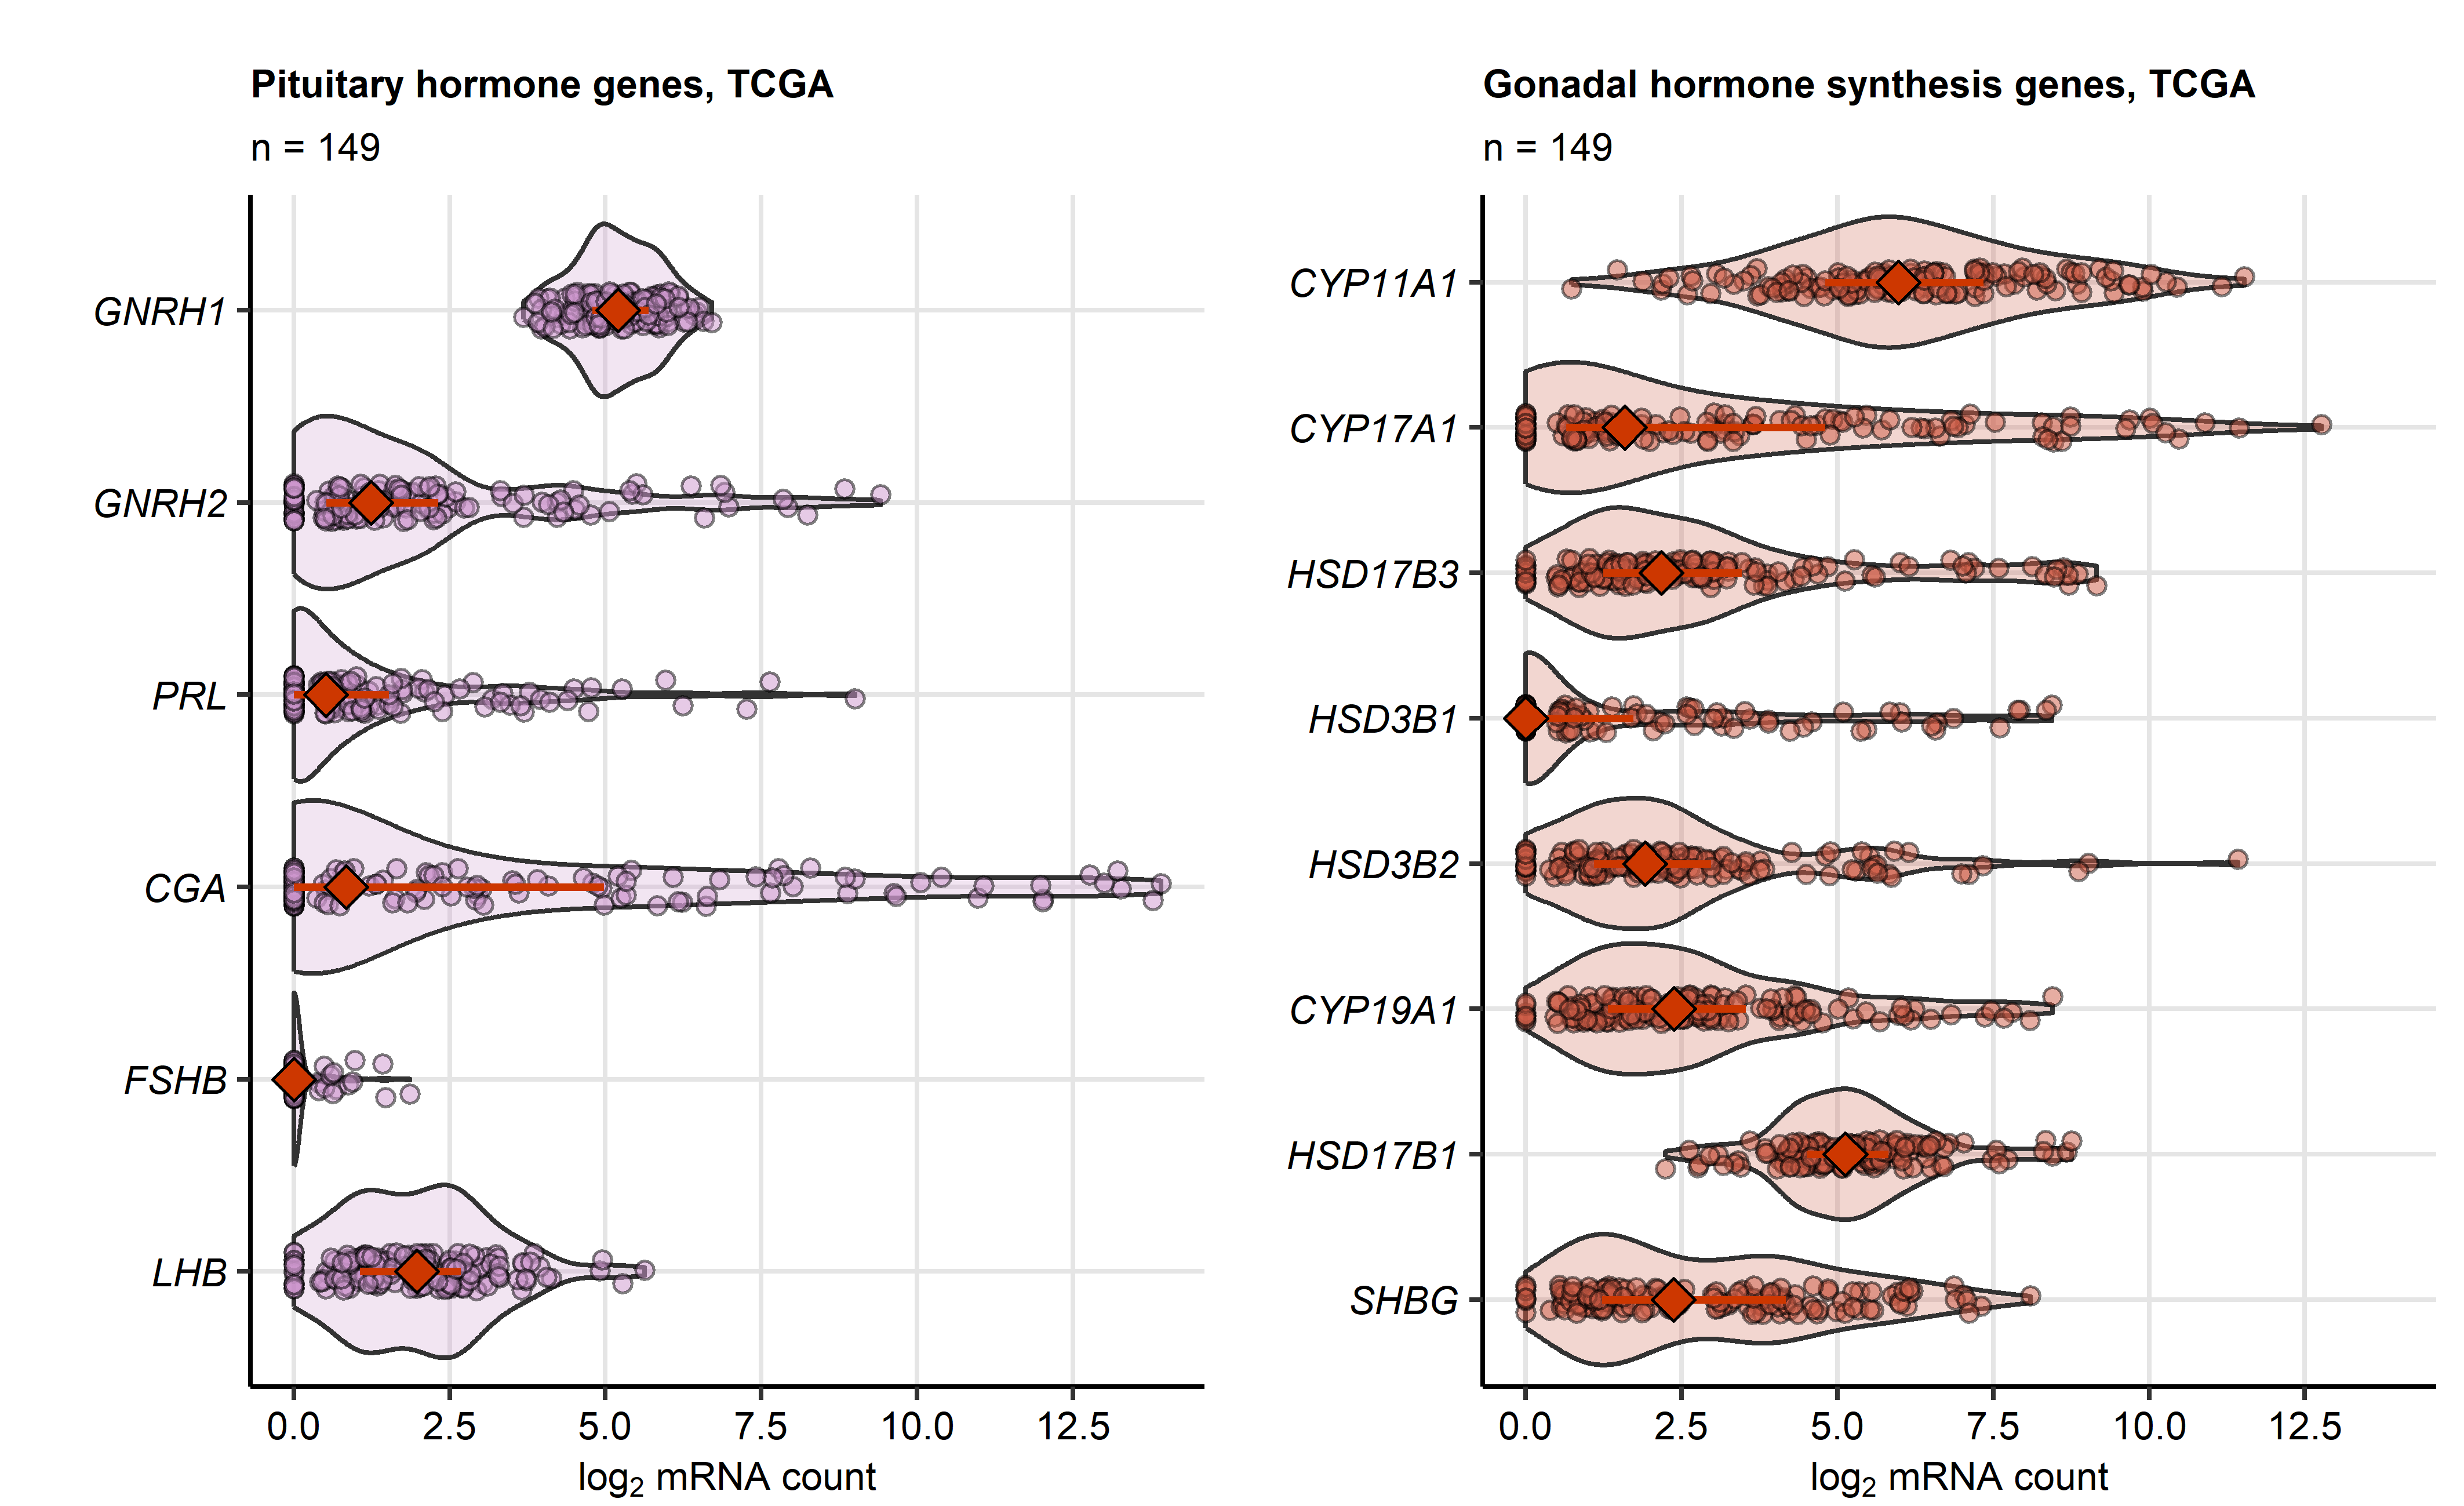 Pituitary hormone genes, TCGA
n = 149
GNRH1
GNRH2
PRL
CGA
FSHB
LHB
0.0 2.5 5.0 7.5 10.0 12.5
log₂ mRNA count
Gonadal hormone synthesis genes, TCGA
n = 149
CYP11A1
CYP17A1
HSD17B3
HSD3B1
HSD3B2
CYP19A1
HSD17B1
SHBG
0.0 2.5 5.0 7.5 10.0 12.5
log₂ mRNA count